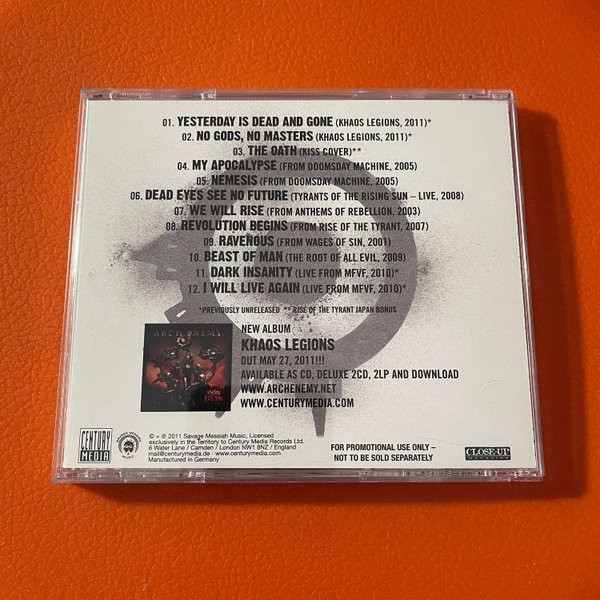 01. YESTERDAY IS DEAD AND GONE (KHAOS LEGIONS, 2011)*
02. NO GODS, NO MASTERS (KHAOS LEGIONS, 2011)*
03. THE OATH (KISS COVER)**
04. MY APOCALYPSE (FROM DOOMSDAY MACHINE, 2005)
05. NEMESIS (FROM DOOMSDAY MACHINE, 2005)
06. DEAD EYES SEE NO FUTURE (TYRANTS OF THE RISING SUN – LIVE, 2008)
07. WE WILL RISE (FROM ANTHEMS OF REBELLION, 2003)
08. REVOLUTION BEGINS (FROM RISE OF THE TYRANT, 2007)
09. RAVENOUS (FROM WAGES OF SIN, 2001)
10. BEAST OF MAN (THE ROOT OF ALL EVIL, 2009)
11. DARK INSANITY (LIVE FROM MFVF, 2010)*
12. I WILL LIVE AGAIN (LIVE FROM MFVF, 2010)*
*PREVIOUSLY UNRELEASED ** RISE OF THE TYRANT JAPAN BONUS
ARCH ENEMY
NEW ALBUM
KHAOS LEGIONS
OUT MAY 27, 2011!!!
AVAILABLE AS CD, DELUXE 2CD, 2LP AND DOWNLOAD
WWW.ARCHENEMY.NET
WWW.CENTURYMEDIA.COM
CENTURY
MEDIA
© + ℗ 2011 Savage Messiah Music, Licensed
exclusively in the Territory to Century Media Records Ltd.
6 Water Lane / Camden / London NW1 8NZ / England
mail@centurymedia.de · www.centurymedia.com
Manufactured in Germany
FOR PROMOTIONAL USE ONLY –
NOT TO BE SOLD SEPARATELY
CLOSE-UP
MAGAZINE